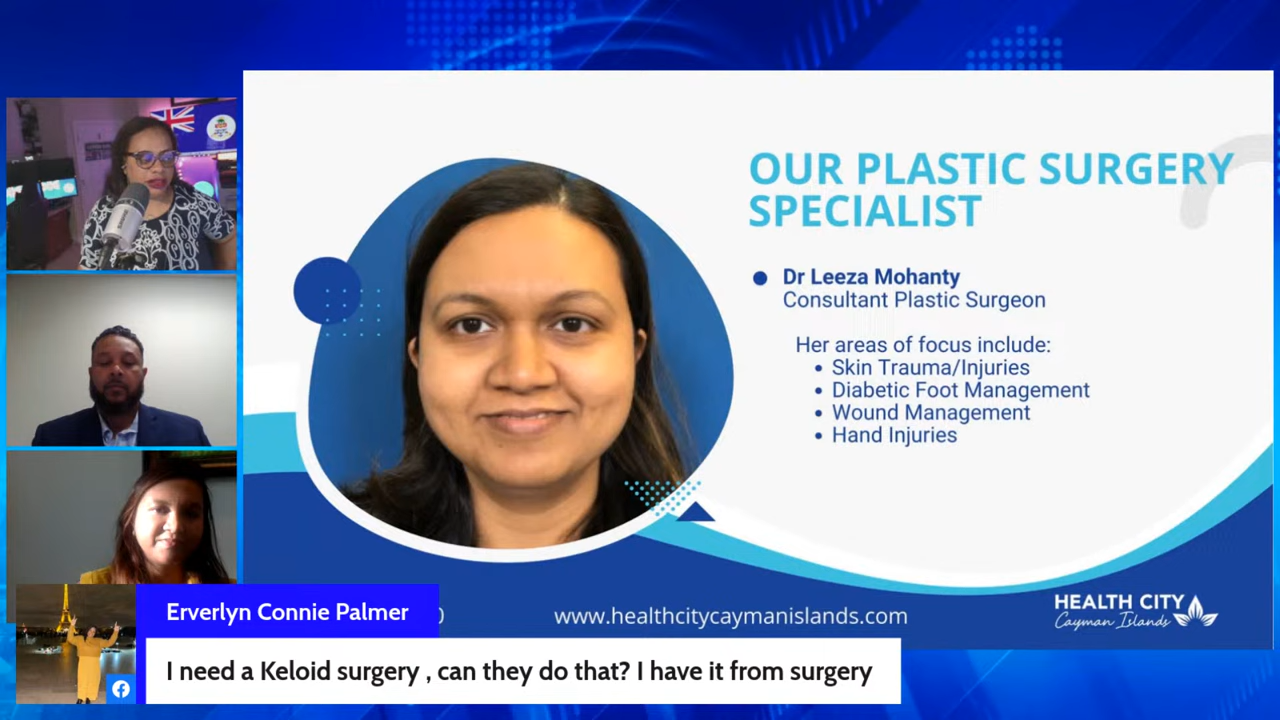 OUR PLASTIC SURGERY
SPECIALIST
Dr Leeza Mohanty
Consultant Plastic Surgeon
Her areas of focus include:
• Skin Trauma/Injuries
• Diabetic Foot Management
• Wound Management
• Hand Injuries
www.healthcitycaymanislands.com
HEALTH CITY
Cayman Islands
Erverlyn Connie Palmer
I need a Keloid surgery , can they do that? I have it from surgery